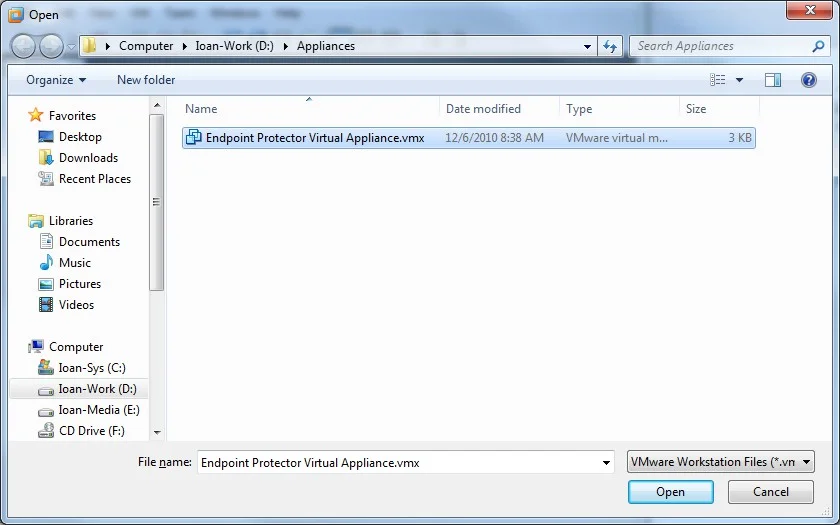 Open
Computer Ioan-Work (D:) Appliances
Search Appliances
Organize New folder
Name Date modified Type Size
Endpoint Protector Virtual Appliance.vmx 12/6/2010 8:38 AM VMware virtual m... 3 KB
Favorites
Desktop
Downloads
Recent Places
Libraries
Documents
Music
Pictures
Videos
Computer
Ioan-Sys (C:)
Ioan-Work (D:)
Ioan-Media (E:)
CD Drive (F:)
File name: Endpoint Protector Virtual Appliance.vmx VMware Workstation Files (*.vn
Open Cancel